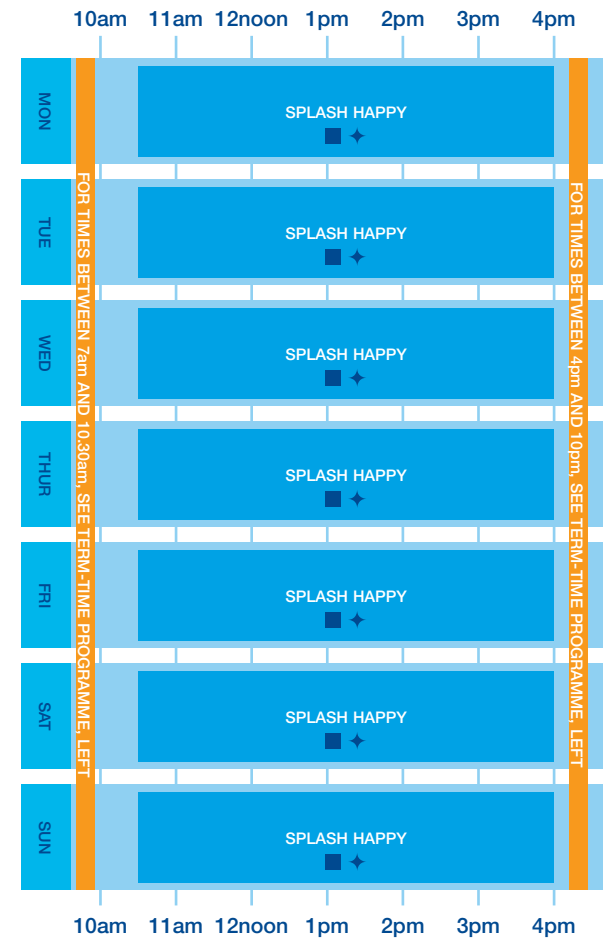 10am 11am 12noon 1pm 2pm 3pm 4pm
MON
SPLASH HAPPY
TUE
SPLASH HAPPY
WED
SPLASH HAPPY
THUR
SPLASH HAPPY
FRI
SPLASH HAPPY
SAT
SPLASH HAPPY
SUN
SPLASH HAPPY
FOR TIMES BETWEEN 7am AND 10.30am, SEE TERM-TIME PROGRAMME, LEFT
FOR TIMES BETWEEN 4pm AND 10pm, SEE TERM-TIME PROGRAMME, LEFT
10am 11am 12noon 1pm 2pm 3pm 4pm